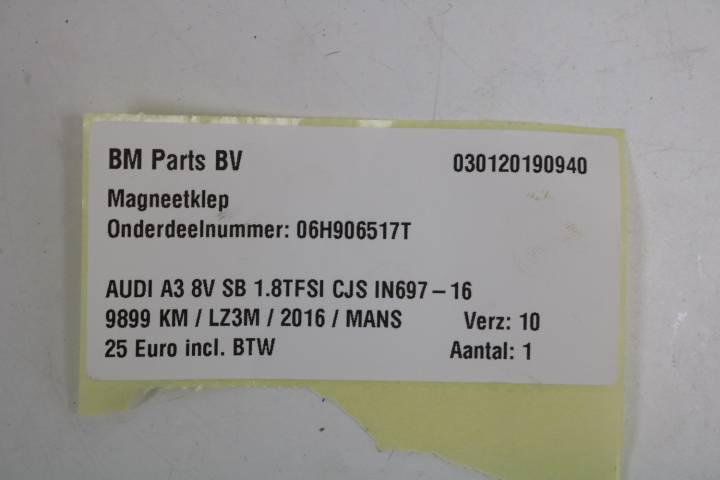 BM Parts BV 030120190940
Magneetklep
Onderdeelnummer: 06H906517T
AUDI A3 8V SB 1.8TFSI CJS IN697-16
9899 KM / LZ3M / 2016 / MANS Verz: 10
25 Euro incl. BTW Aantal: 1